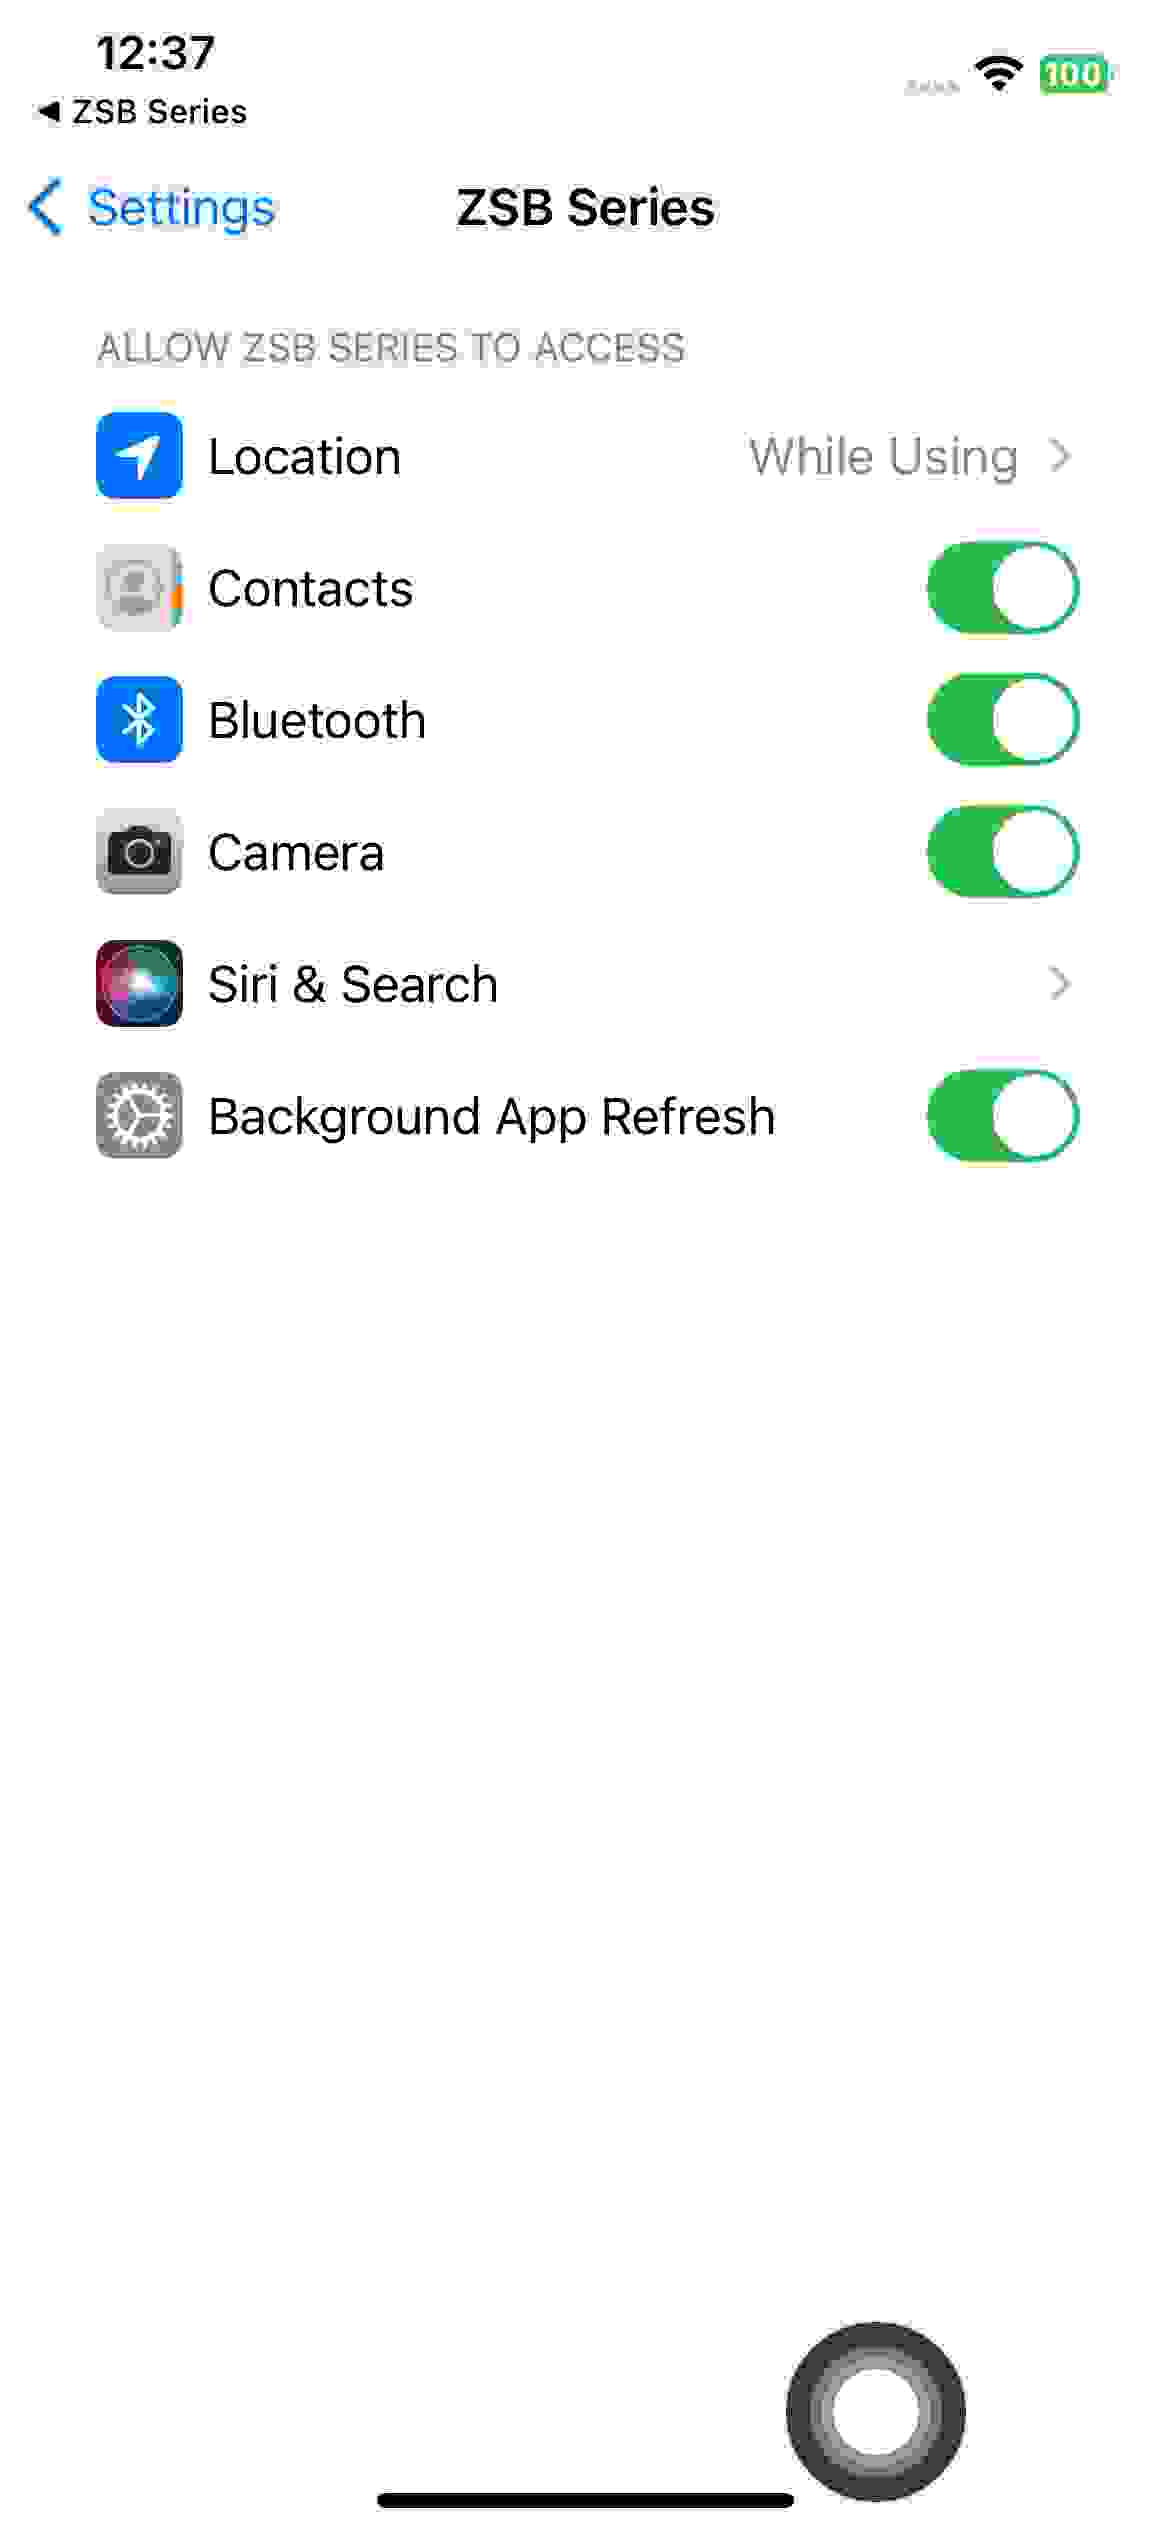 12:37
100
◀ ZSB Series
Settings
ZSB Series
ALLOW ZSB SERIES TO ACCESS
Location
While Using
Contacts
Bluetooth
Camera
Siri & Search
Background App Refresh